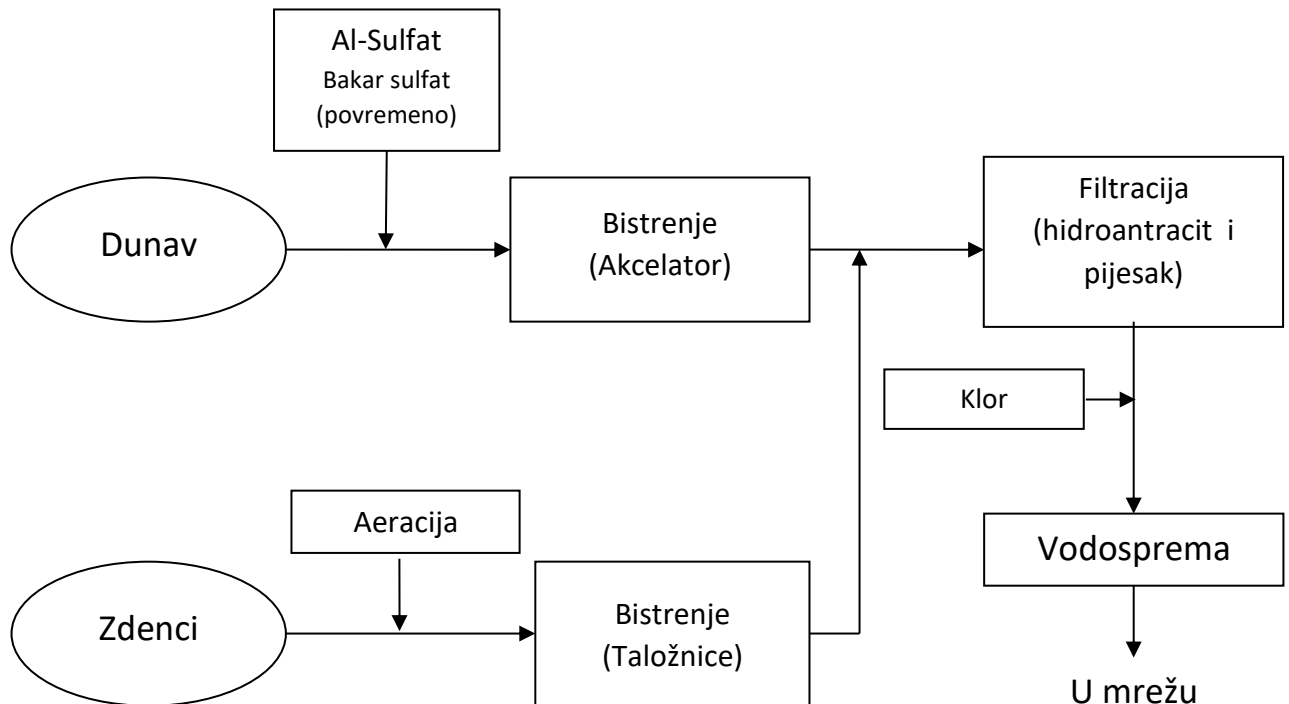 Al-Sulfat
Bakar sulfat
(povremeno)
Dunav
Bistrenje
(Akcelator)
Filtracija
(hidroantracit i
pijesak)
Klor
Aeracija
Vodosprema
Zdenci
Bistrenje
(Taložnice)
U mrežu